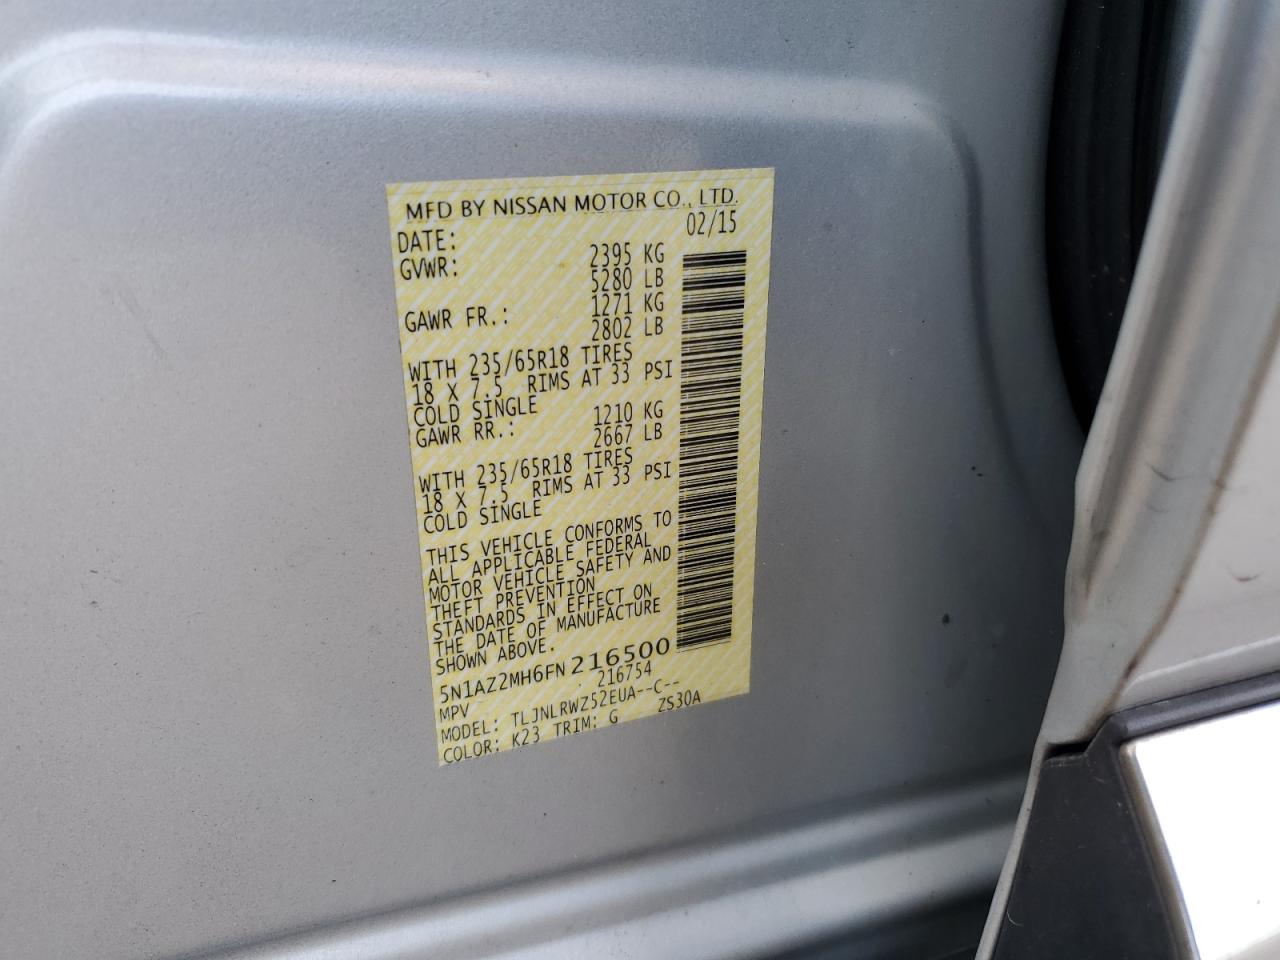 MFD BY NISSAN MOTOR CO., LTD.
DATE: 02/15
GVWR: 2395 KG
5280 LB
GAWR FR.: 1271 KG
2802 LB
WITH 235/65R18 TIRES
18 X 7.5 RIMS AT 33 PSI
COLD SINGLE
GAWR RR.: 1210 KG
2667 LB
WITH 235/65R18 TIRES
18 X 7.5 RIMS AT 33 PSI
COLD SINGLE
THIS VEHICLE CONFORMS TO
ALL APPLICABLE FEDERAL
MOTOR VEHICLE SAFETY AND
THEFT PREVENTION
STANDARDS IN EFFECT ON
THE DATE OF MANUFACTURE
SHOWN ABOVE.
5N1AZ2MH6FN216500
MPV 216754
MODEL: TLJNLRWZ52EUA--C--
COLOR: K23 TRIM: G ZS30A